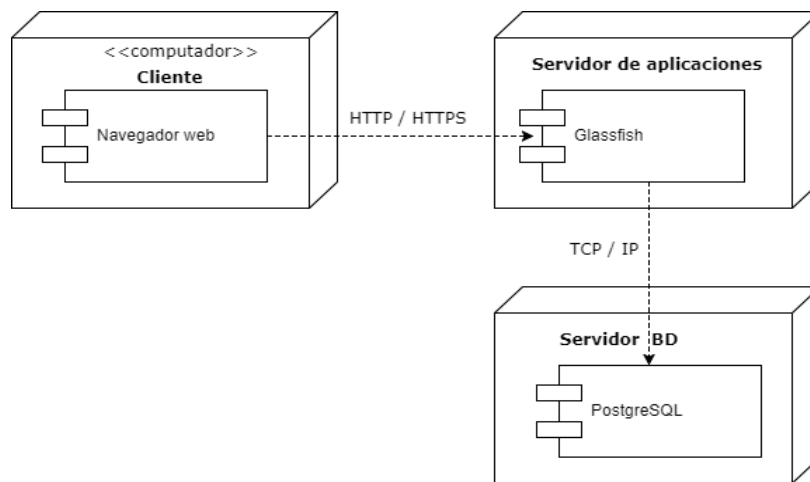 <<computador>>
Cliente
Navegador web
HTTP / HTTPS
Servidor de aplicaciones
Glassfish
TCP / IP
Servidor BD
PostgreSQL